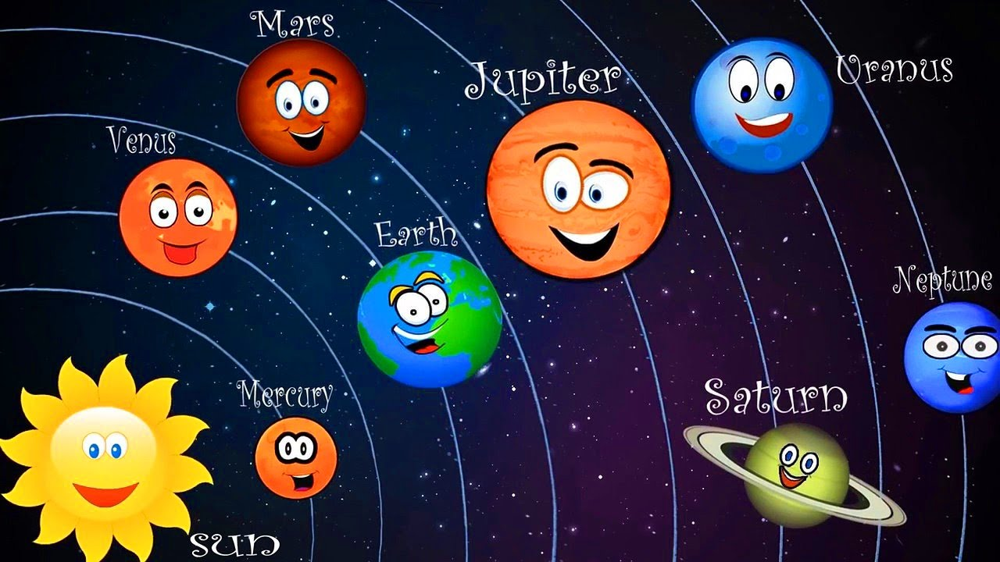 Mars
Jupiter
Uranus
Venus
Earth
Neptune
Mercury
Saturn
sun